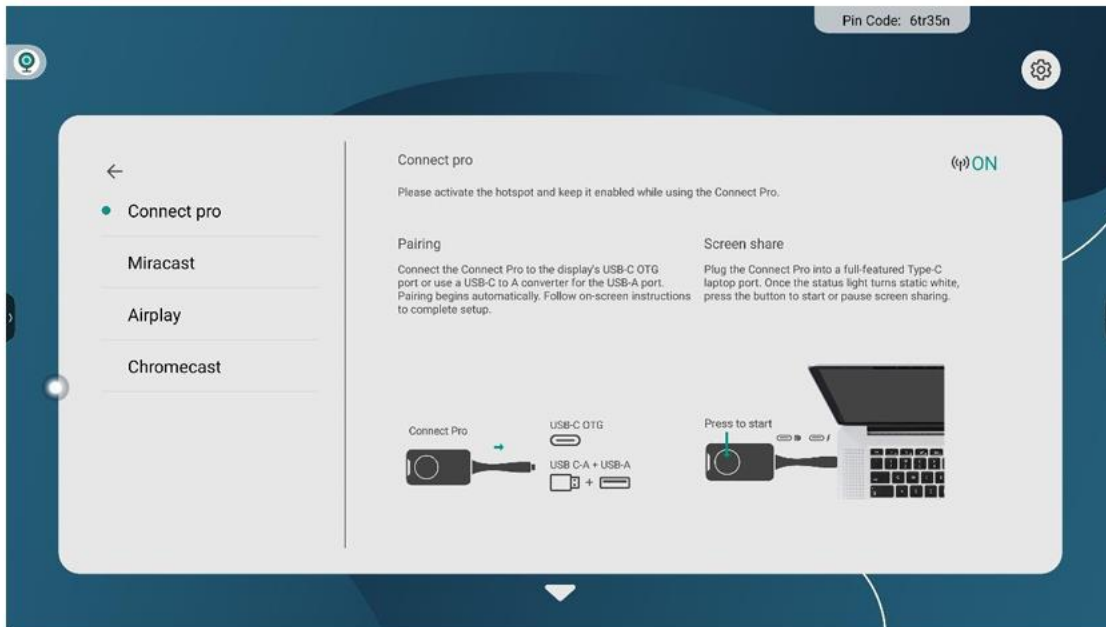 Pin Code: 6tr35n
Connect pro
Miracast
Airplay
Chromecast
Connect pro
ON
Please activate the hotspot and keep it enabled while using the Connect Pro.
Pairing
Connect the Connect Pro to the display's USB-C OTG
port or use a USB-C to A converter for the USB-A port.
Pairing begins automatically. Follow on-screen instructions
to complete setup.
Screen share
Plug the Connect Pro into a full-featured Type-C
laptop port. Once the status light turns static white,
press the button to start or pause screen sharing.
Connect Pro
USB-C OTG
USB C-A + USB-A
+
Press to start